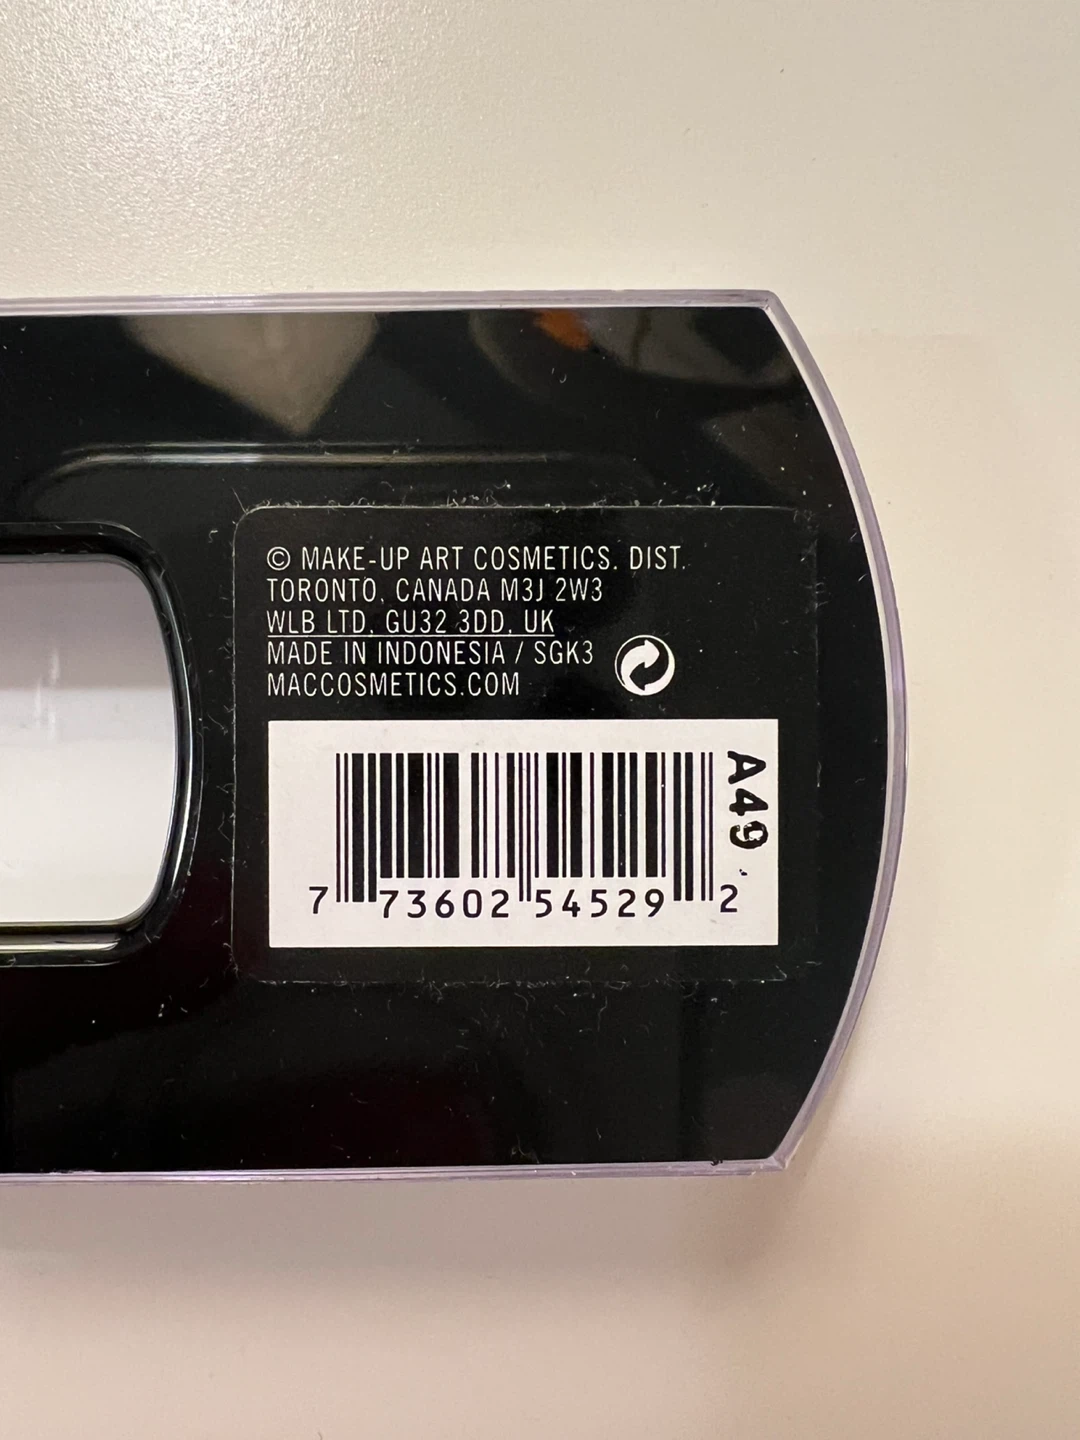 © MAKE-UP ART COSMETICS, DIST.
TORONTO, CANADA M3J 2W3
WLB LTD, GU32 3DD, UK
MADE IN INDONESIA / SGK3
MACCOSMETICS.COM
A49
7 73602 54529 2